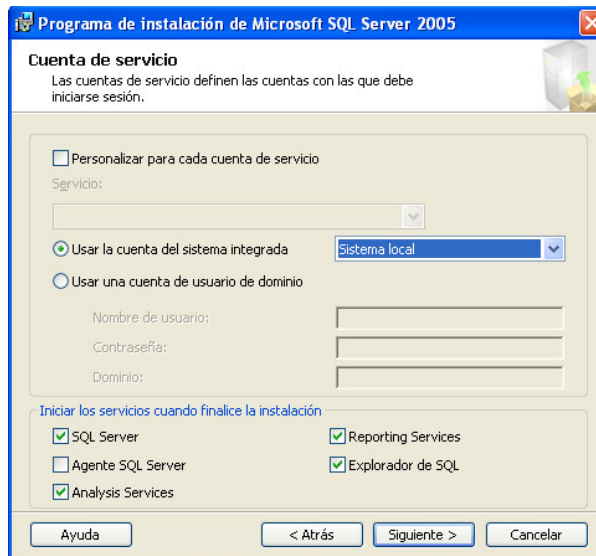 Programa de instalación de Microsoft SQL Server 2005
Cuenta de servicio
Las cuentas de servicio definen las cuentas con las que debe
iniciarse sesión.
Personalizar para cada cuenta de servicio
Servicio:
Usar la cuenta del sistema integrada
Sistema local
Usar una cuenta de usuario de dominio
Nombre de usuario:
Contraseña:
Dominio:
Iniciar los servicios cuando finalice la instalación
SQL Server
Reporting Services
Agente SQL Server
Explorador de SQL
Analysis Services
Ayuda
< Atrás
Siguiente >
Cancelar